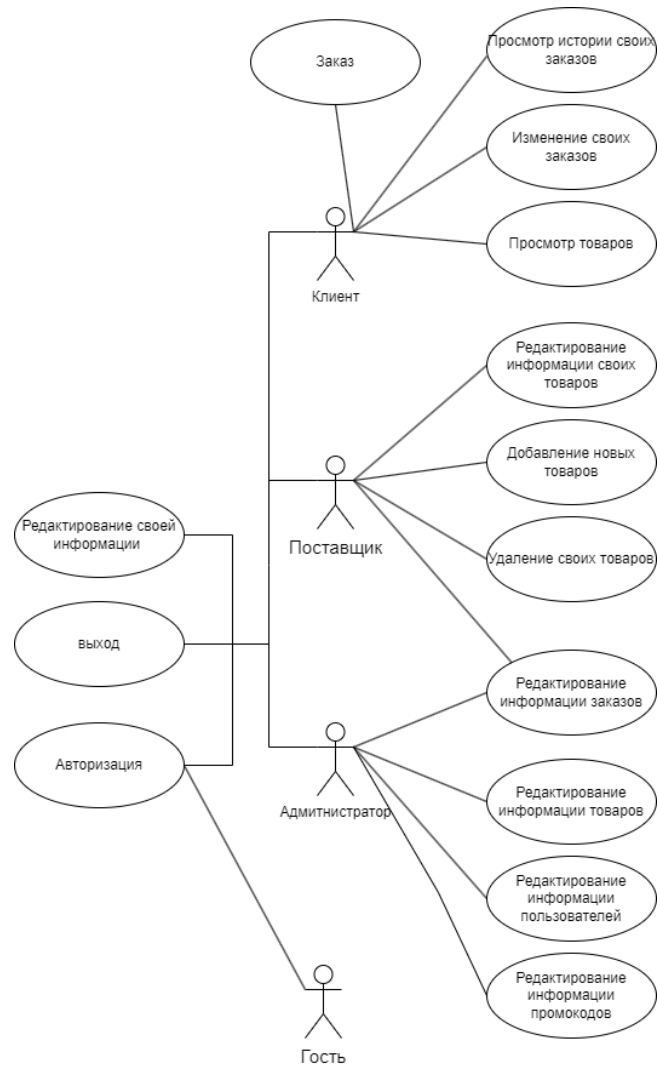 Заказ
Просмотр истории своих
заказов
Изменение своих
заказов
Просмотр товаров
Клиент
Редактирование
информации своих
товаров
Добавление новых
товаров
Удаление своих товаров
Поставщик
Редактирование своей
информации
выход
Авторизация
Редактирование
информации заказов
Адмитнистратор
Редактирование
информации товаров
Редактирование
информации
пользователей
Редактирование
информации
промокодов
Гость